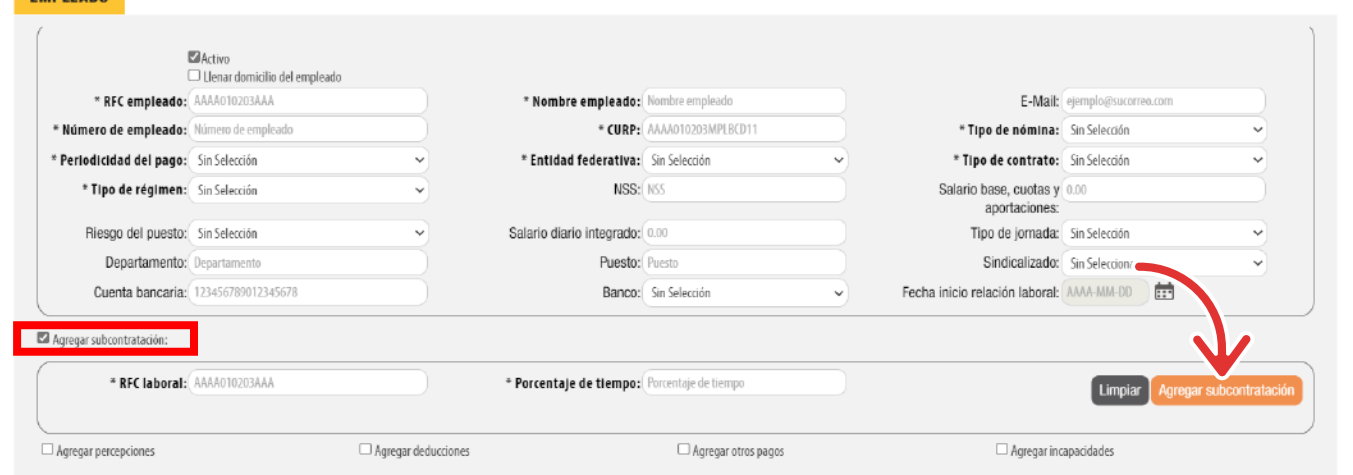 EMPLEADO
Activo
Llenar domicilio del empleado
* RFC empleado: AAAA010203AAA * Nombre empleado: Nombre empleado E-Mail: ejemplo@sucorreo.com
* Número de empleado: Número de empleado * CURP: AAAA010203MPLBCD11 * Tipo de nómina: Sin Selección
* Periodicidad del pago: Sin Selección * Entidad federativa: Sin Selección * Tipo de contrato: Sin Selección
* Tipo de régimen: Sin Selección NSS: NSS Salario base, cuotas y 0.00
aportaciones:
Riesgo del puesto: Sin Selección Salario diario integrado: 0.00 Tipo de jornada: Sin Selección
Departamento: Departamento Puesto: Puesto Sindicalizado: Sin
Cuenta bancaria: 123456789012345678 Banco: Sin Selección Fecha inicio relación laboral: AAAA-MM-DD
Agregar subcontratación:
* RFC laboral: AAAA010203AAA * Porcentaje de tiempo: Porcentaje de tiempo Limpiar Agregar subcontratación
Agregar percepciones Agregar deducciones Agregar otros pagos Agregar incapacidades